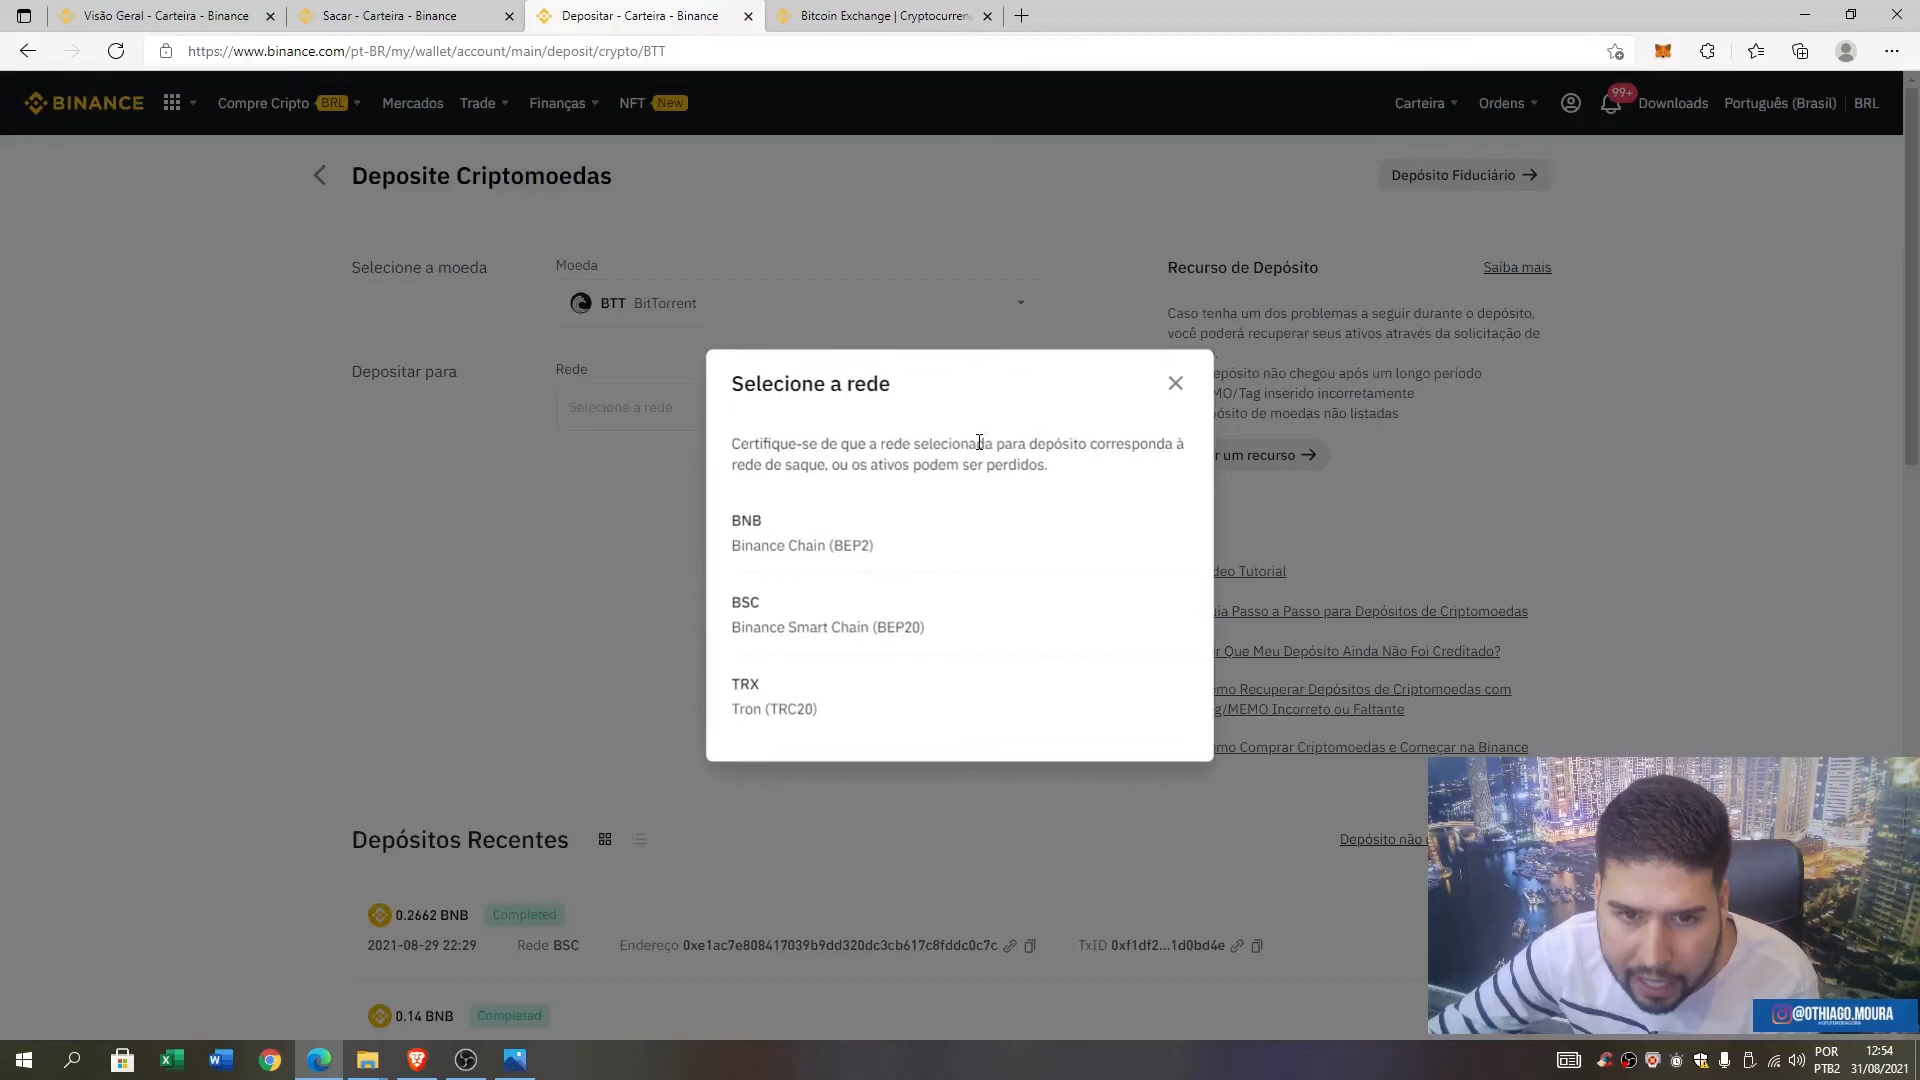 Visão Geral - Carteira - Binance
Sacar - Carteira - Binance
Depositar - Carteira - Binance
Bitcoin Exchange | Cryptocurrenc
https://www.binance.com/pt-BR/my/wallet/account/main/deposit/crypto/BTT
BINANCE
Compre Cripto BRL
Mercados
Trade
Finanças
NFT New
Carteira
Ordens
99+
Downloads
Português (Brasil)
BRL
Deposite Criptomoedas
Depósito Fiduciário
Selecione a moeda
Moeda
BTT BitTorrent
Recurso de Depósito
Saiba mais
Caso tenha um dos problemas a seguir durante o depósito,
você poderá recuperar seus ativos através da solicitação de
epósito não chegou após um longo período
MO/Tag inserido incorretamente
pósito de moedas não listadas
r um recurso
Depositar para
Rede
Selecione a rede
Selecione a rede
Certifique-se de que a rede selecionada para depósito corresponda à
rede de saque, ou os ativos podem ser perdidos.
BNB
Binance Chain (BEP2)
BSC
Binance Smart Chain (BEP20)
TRX
Tron (TRC20)
deo Tutorial
uia Passo a Passo para Depósitos de Criptomoedas
or Que Meu Depósito Ainda Não Foi Creditado?
omo Recuperar Depósitos de Criptomoedas com
g/MEMO Incorreto ou Faltante
omo Comprar Criptomoedas e Começar na Binance
Depósitos Recentes
Depósito não
0.2662 BNB
Completed
2021-08-29 22:29
Rede BSC
Endereço 0xe1ac7e808417039b9dd320dc3cb617c8fddc0c7c
TxID 0xf1df2...1d0bd4e
0.14 BNB
Completed
@OTHIAGO.MOURA
POR
PTB2
12:54
31/08/2021